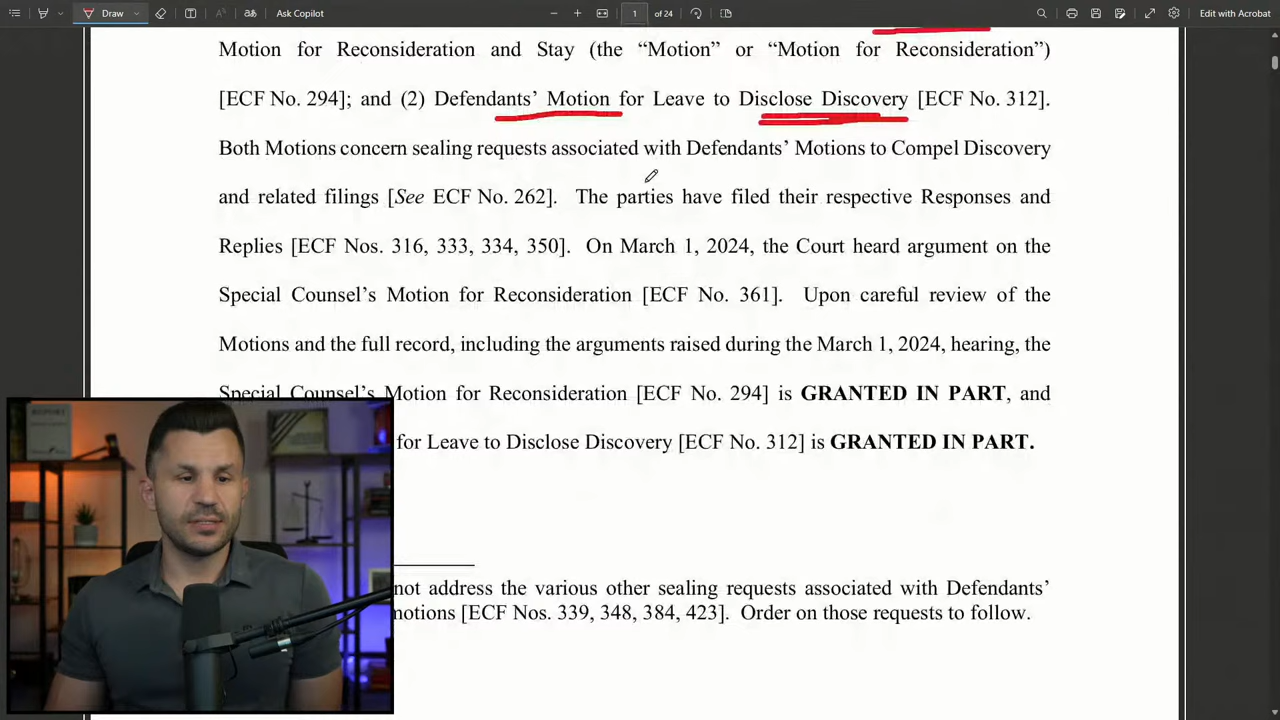 Draw
Ask Copilot
1 of 24
Edit with Acrobat
Motion for Reconsideration and Stay (the “Motion” or “Motion for Reconsideration”)
[ECF No. 294]; and (2) Defendants’ Motion for Leave to Disclose Discovery [ECF No. 312].
Both Motions concern sealing requests associated with Defendants’ Motions to Compel Discovery
and related filings [See ECF No. 262]. The parties have filed their respective Responses and
Replies [ECF Nos. 316, 333, 334, 350]. On March 1, 2024, the Court heard argument on the
Special Counsel’s Motion for Reconsideration [ECF No. 361]. Upon careful review of the
Motions and the full record, including the arguments raised during the March 1, 2024, hearing, the
Special Counsel’s Motion for Reconsideration [ECF No. 294] is GRANTED IN PART, and
for Leave to Disclose Discovery [ECF No. 312] is GRANTED IN PART.
not address the various other sealing requests associated with Defendants’
motions [ECF Nos. 339, 348, 384, 423]. Order on those requests to follow.